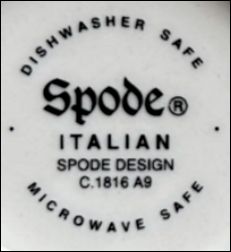 DISHWASHER SAFE
Spode®
ITALIAN
SPODE DESIGN
C.1816 A9
MICROWAVE SAFE